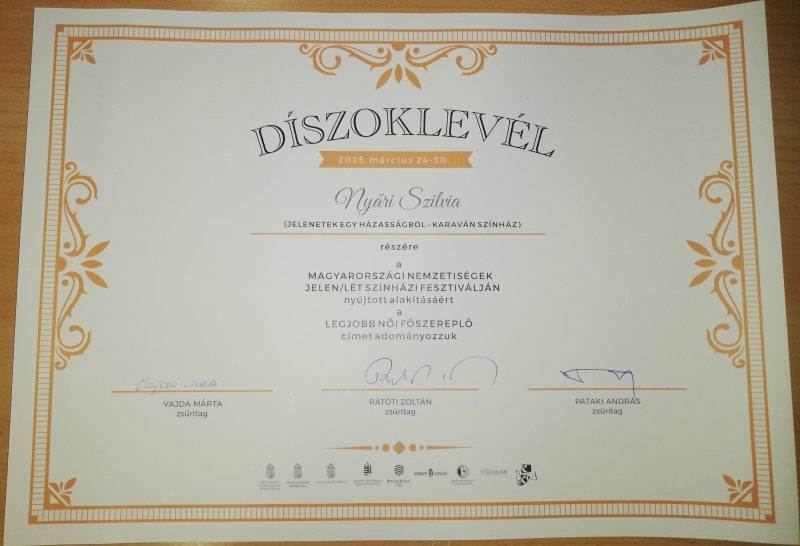 DÍSZOKLEVÉL
2025. március 24-30.
Nyári Szilvia
(JELENETEK EGY HÁZASSÁGBÓL - KARAVÁN SZÍNHÁZ)
részére
a
MAGYARORSZÁGI NEMZETISÉGEK
JELEN/LÉT SZÍNHÁZI FESZTIVÁLJÁN
nyújtott alakításáért
a
LEGJOBB NŐI FŐSZEREPLŐ
címet adományozzuk
VAJDA MÁRTA
zsűritag
RÁTÓTI ZOLTÁN
zsűritag
PATAKI ANDRÁS
zsűritag